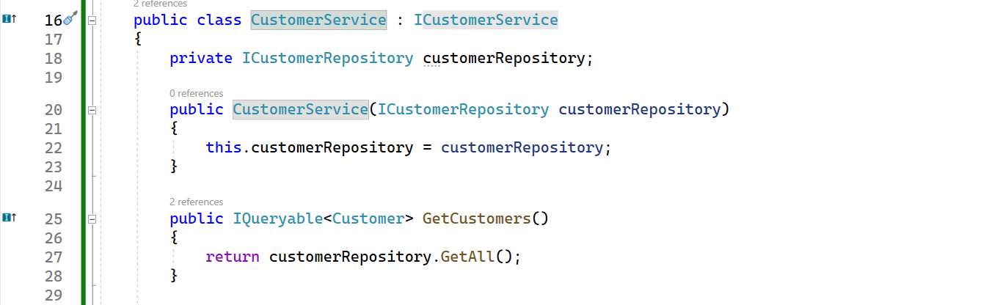 2 references
16 public class CustomerService : ICustomerService
17 {
18 private ICustomerRepository customerRepository;
19
0 references
20 public CustomerService(ICustomerRepository customerRepository)
21 {
22 this.customerRepository = customerRepository;
23 }
24
2 references
25 public IQueryable<Customer> GetCustomers()
26 {
27 return customerRepository.GetAll();
28 }
29